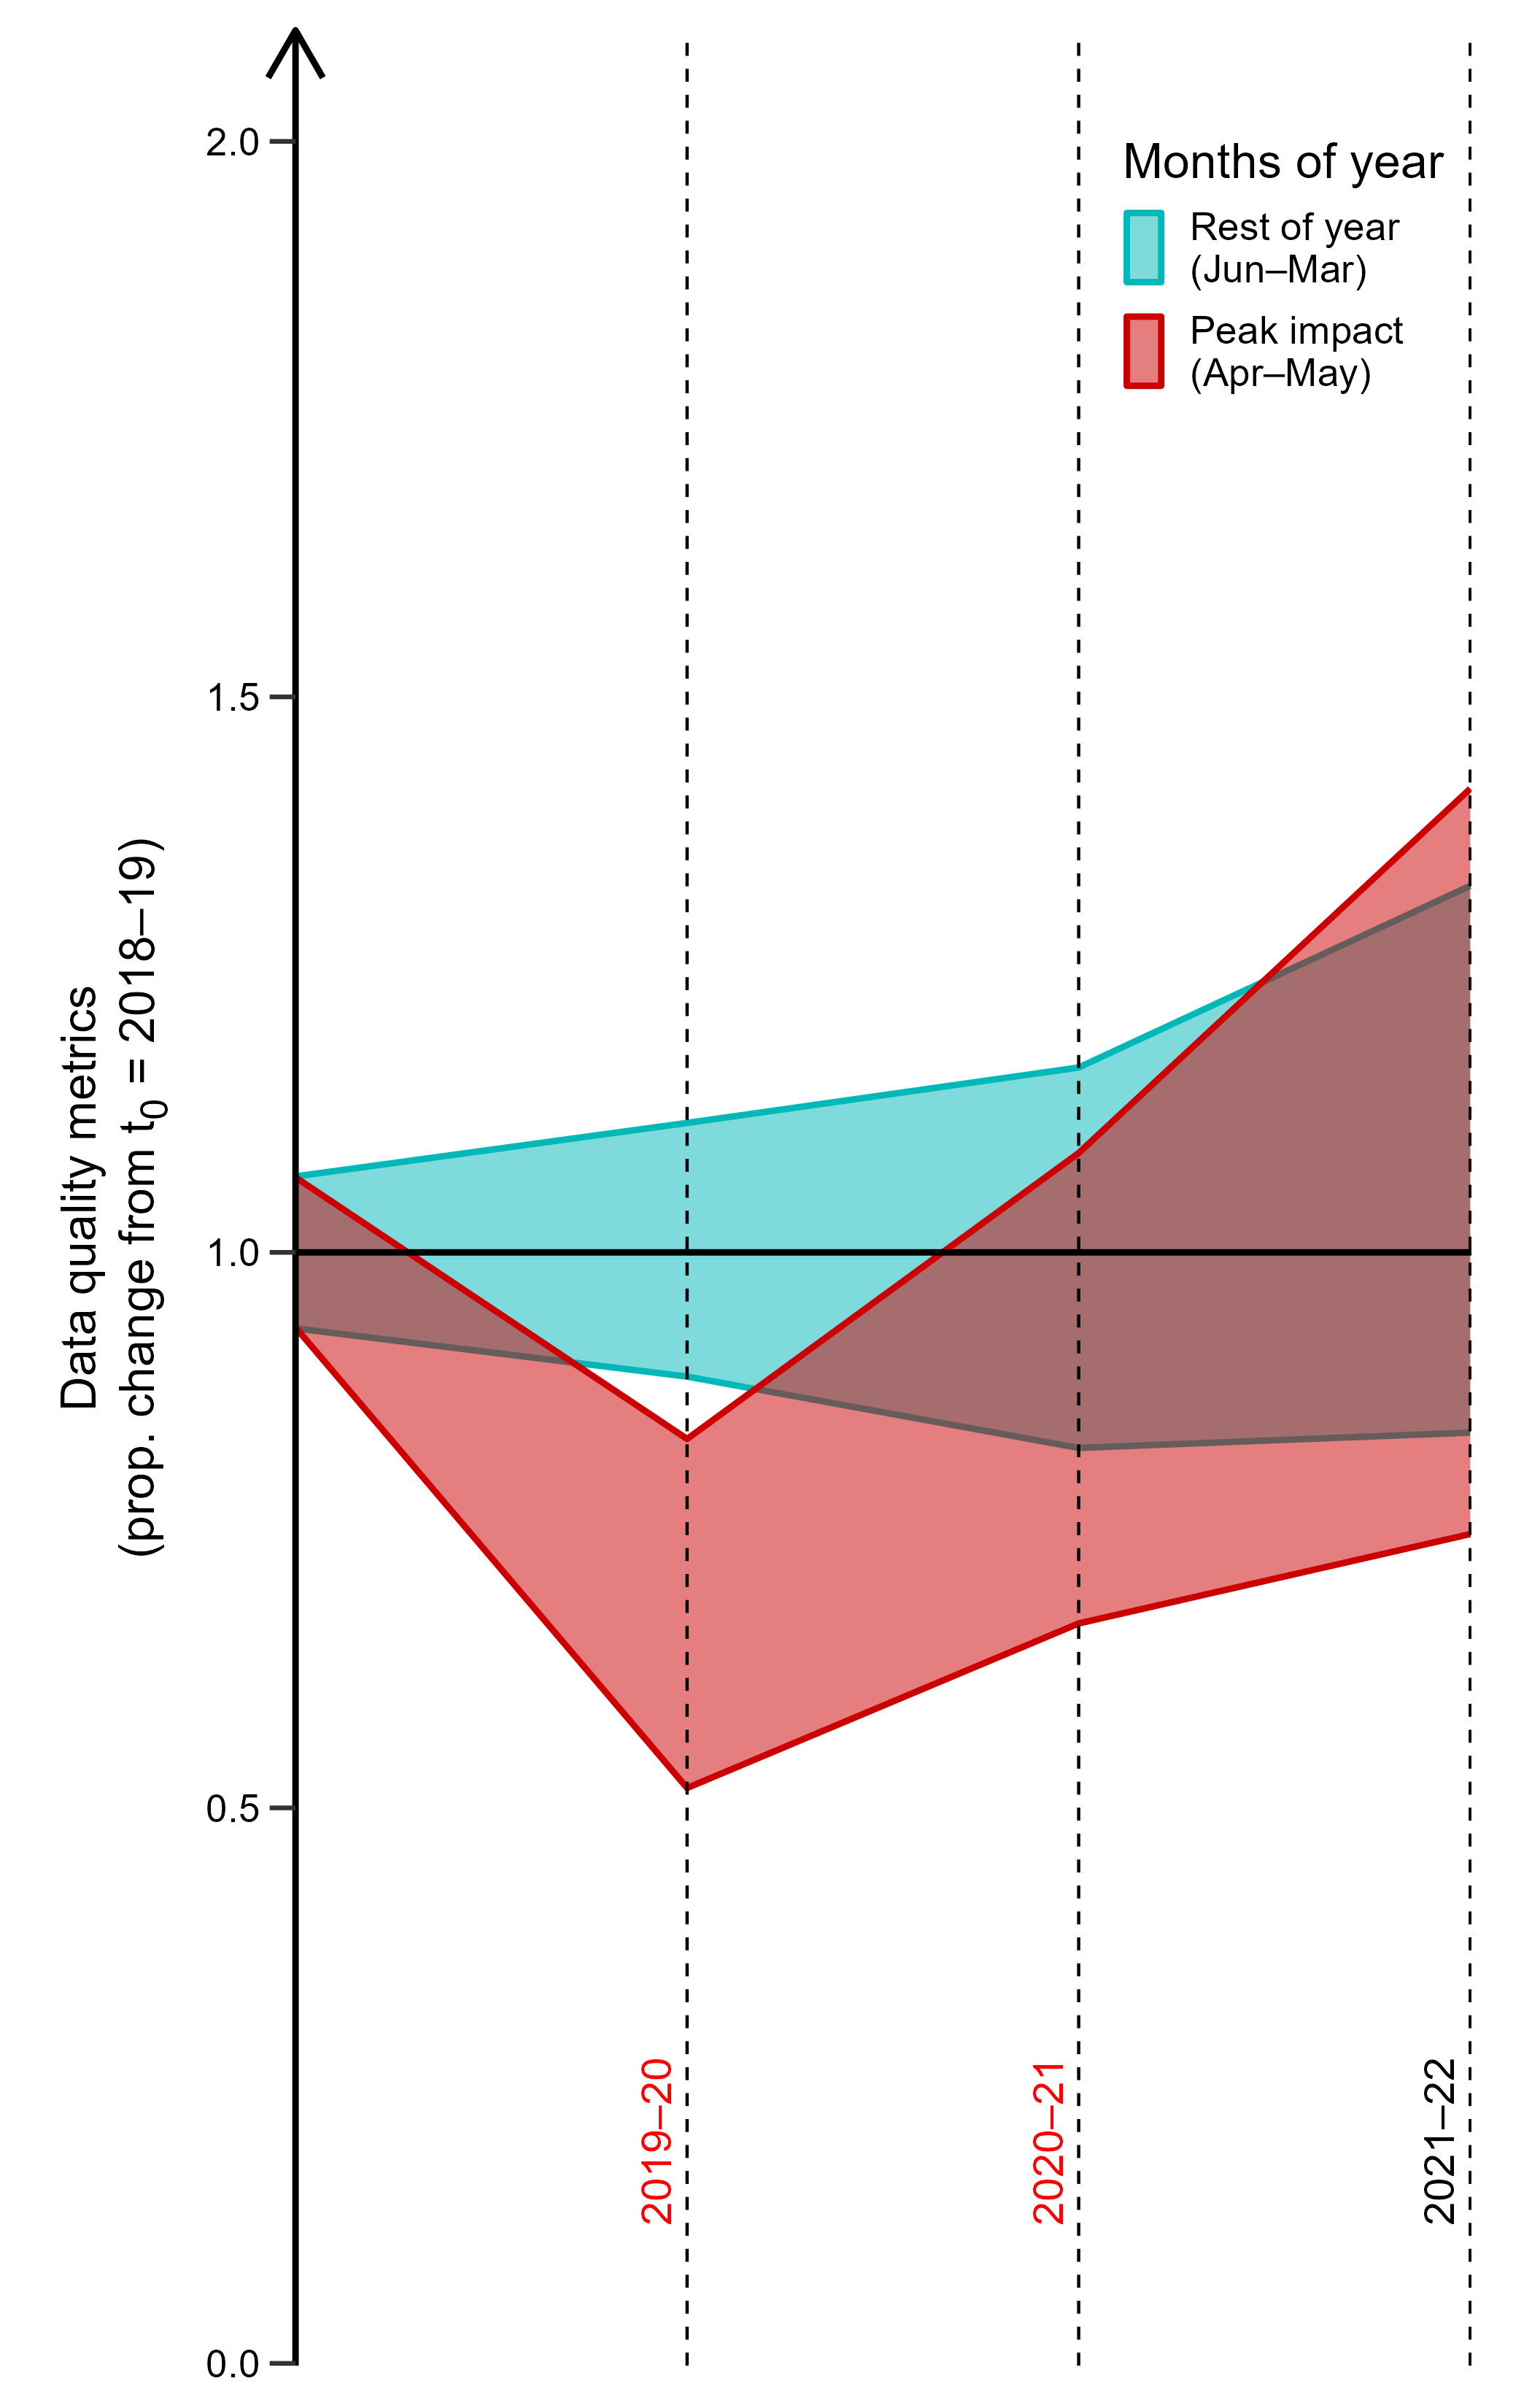 Data quality metrics
(prop. change from t₀ = 2018–19)
2.0
1.5
1.0
0.5
0.0
Months of year
Rest of year
(Jun–Mar)
Peak impact
(Apr–May)
2019–20
2020–21
2021–22